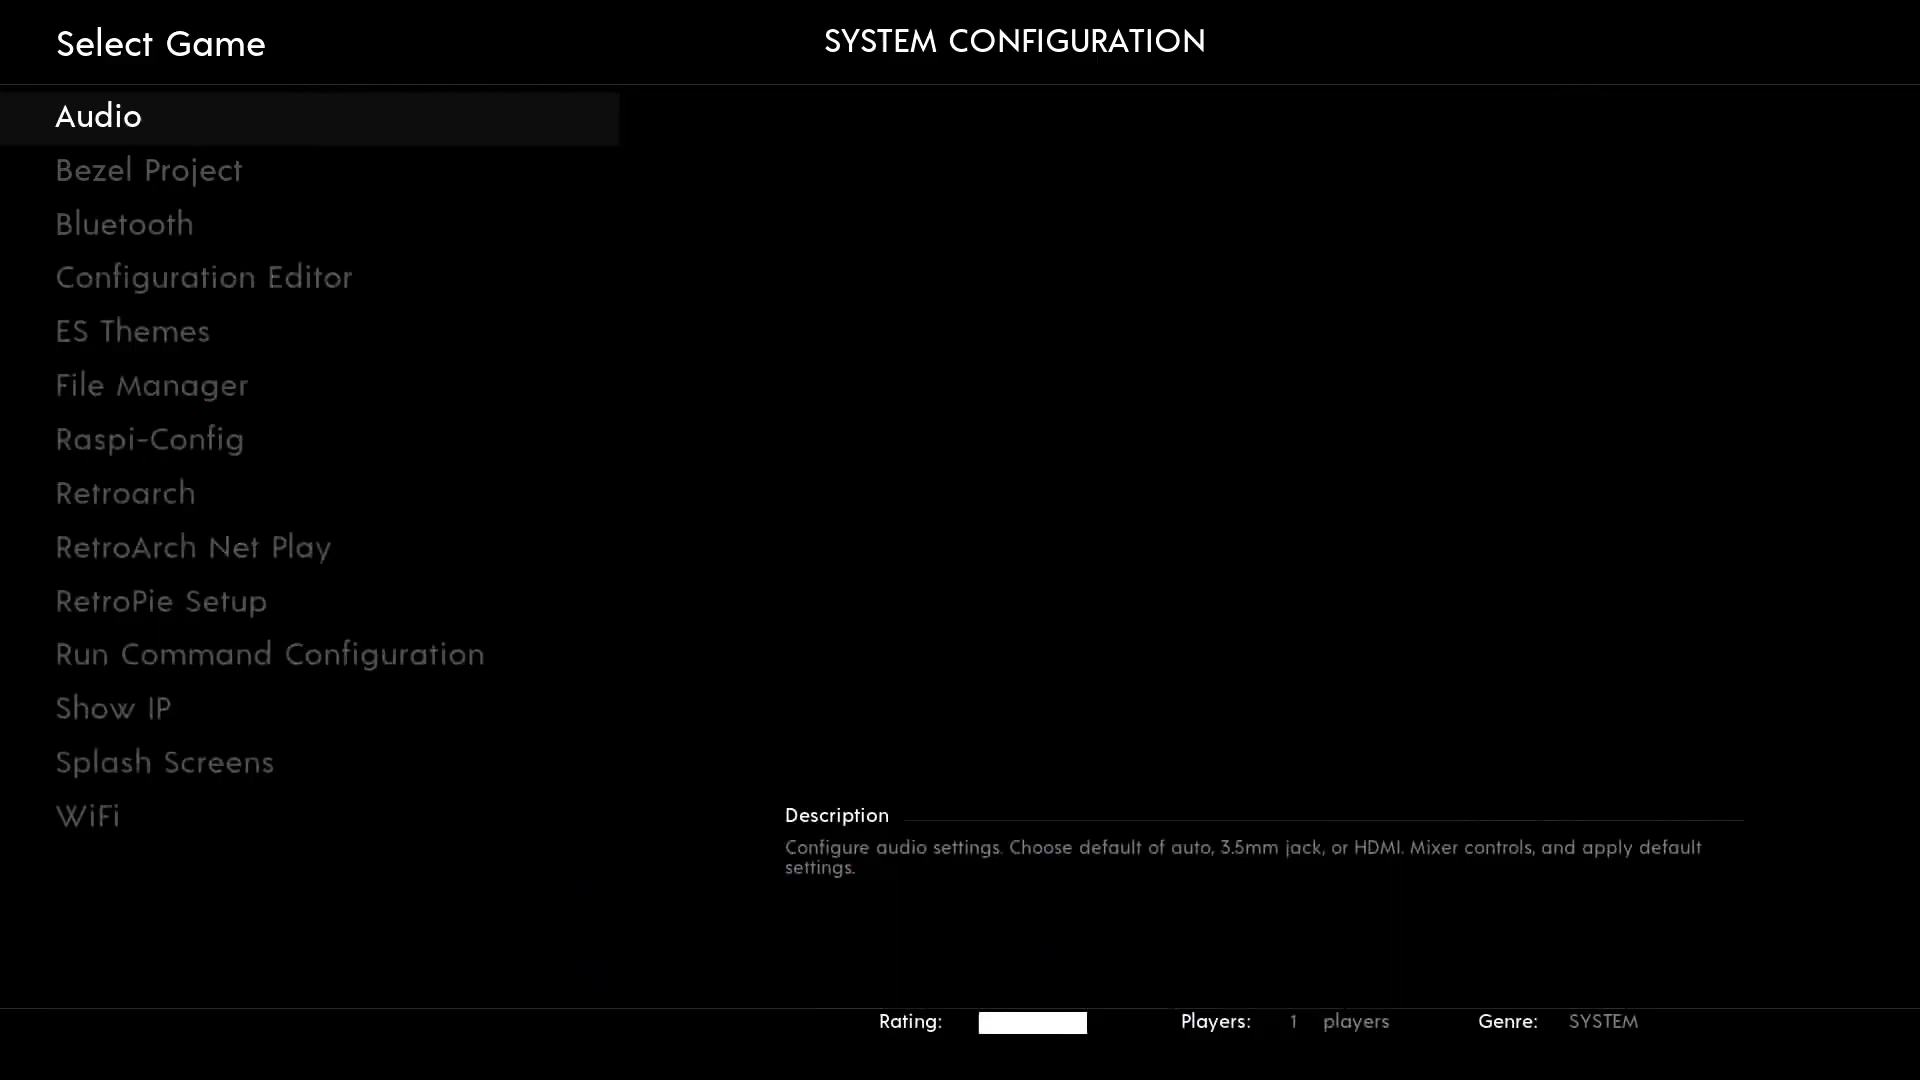 Select Game
SYSTEM CONFIGURATION
Audio
Bezel Project
Bluetooth
Configuration Editor
ES Themes
File Manager
Raspi-Config
Retroarch
RetroArch Net Play
RetroPie Setup
Run Command Configuration
Show IP
Splash Screens
WiFi
Description
Configure audio settings. Choose default of auto, 3.5mm jack, or HDMI. Mixer controls, and apply default
settings.
Rating: Players: 1 players Genre: SYSTEM